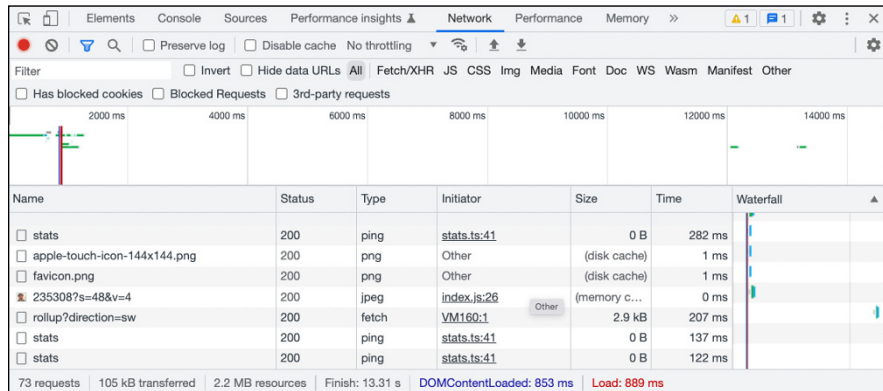 Elements Console Sources Performance insights Network Performance Memory » 1 1
Preserve log Disable cache No throttling
Filter Invert Hide data URLs All Fetch/XHR JS CSS Img Media Font Doc WS Wasm Manifest Other
Has blocked cookies Blocked Requests 3rd-party requests
2000 ms 4000 ms 6000 ms 8000 ms 10000 ms 12000 ms 14000 ms
Name Status Type Initiator Size Time Waterfall
stats 200 ping stats.ts:41 0 B 282 ms
apple-touch-icon-144x144.png 200 png Other (disk cache) 1 ms
favicon.png 200 png Other (disk cache) 1 ms
235308?s=48&v=4 200 jpeg index.js:26 (memory c... 0 ms
Other
rollup?direction=sw 200 fetch VM160:1 2.9 kB 207 ms
stats 200 ping stats.ts:41 0 B 137 ms
stats 200 ping stats.ts:41 0 B 122 ms
73 requests 105 kB transferred 2.2 MB resources Finish: 13.31 s DOMContentLoaded: 853 ms Load: 889 ms